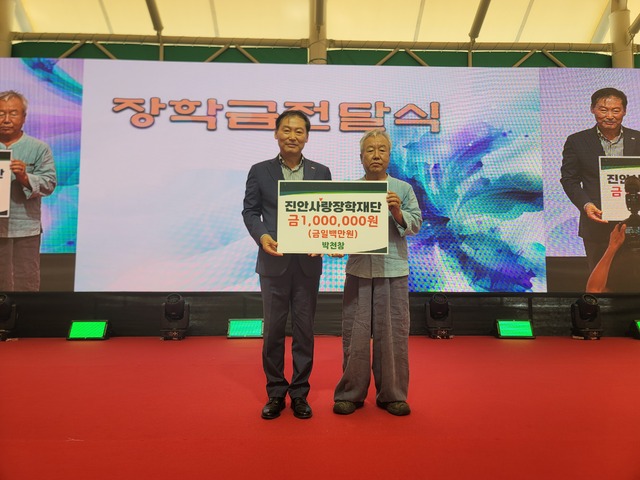 장학금전달식
진안사랑장학재단
금1,000,000원
(금일백만원)
박천창